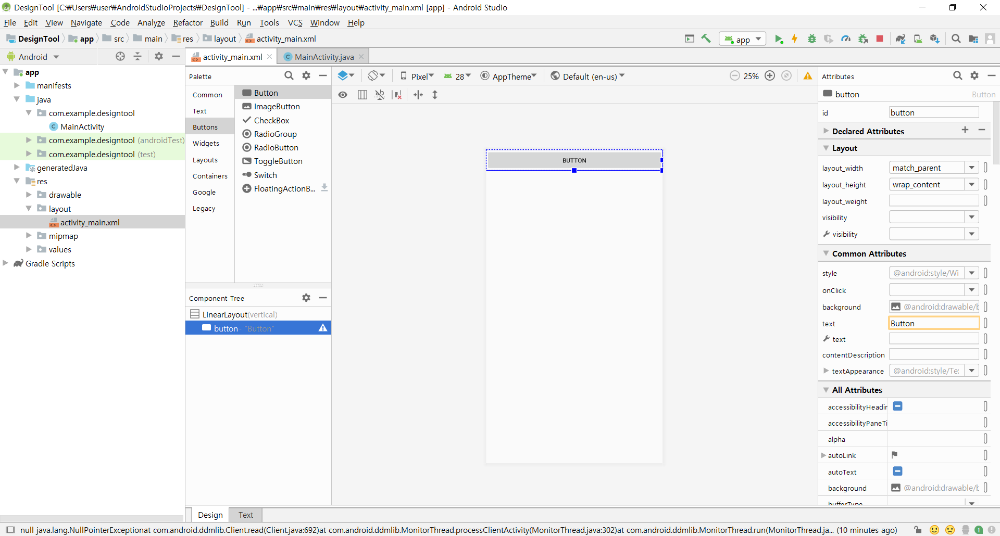 DesignTool [C:₩Users₩user₩AndroidStudioProjects₩DesignTool] - ...₩app₩src₩main₩res₩layout₩activity_main.xml [app] - Android Studio
File Edit View Navigate Code Analyze Refactor Build Run Tools VCS Window Help
DesignTool app src main res layout activity_main.xml
app
Android
activity_main.xml
MainActivity.java
app
manifests
java
com.example.designtool
MainActivity
com.example.designtool (androidTest)
com.example.designtool (test)
generatedJava
res
drawable
layout
activity_main.xml
mipmap
values
Gradle Scripts
Palette
Common
Text
Buttons
Widgets
Layouts
Containers
Google
Legacy
Button
ImageButton
CheckBox
RadioGroup
RadioButton
ToggleButton
Switch
FloatingActionB...
Component Tree
LinearLayout(vertical)
button- "Button"
Pixel 28 AppTheme Default (en-us) 25%
BUTTON
Attributes
button Button
id button
Declared Attributes
Layout
layout_width match_parent
layout_height wrap_content
layout_weight
visibility
visibility
Common Attributes
style @android:style/Wi
onClick
background @android:drawable/b
text Button
text
contentDescription
textAppearance @android:style/Te:
All Attributes
accessibilityHeadin
accessibilityPaneTi
alpha
autoLink
autoText
background @android:drawable/b
bufferType
Design Text
null java.lang.NullPointerExceptionat com.android.ddmlib.Client.read(Client.java:692)at com.android.ddmlib.MonitorThread.processClientActivity(MonitorThread.java:302)at com.android.ddmlib.MonitorThread.run(MonitorThread.ja... (10 minutes ago)
1